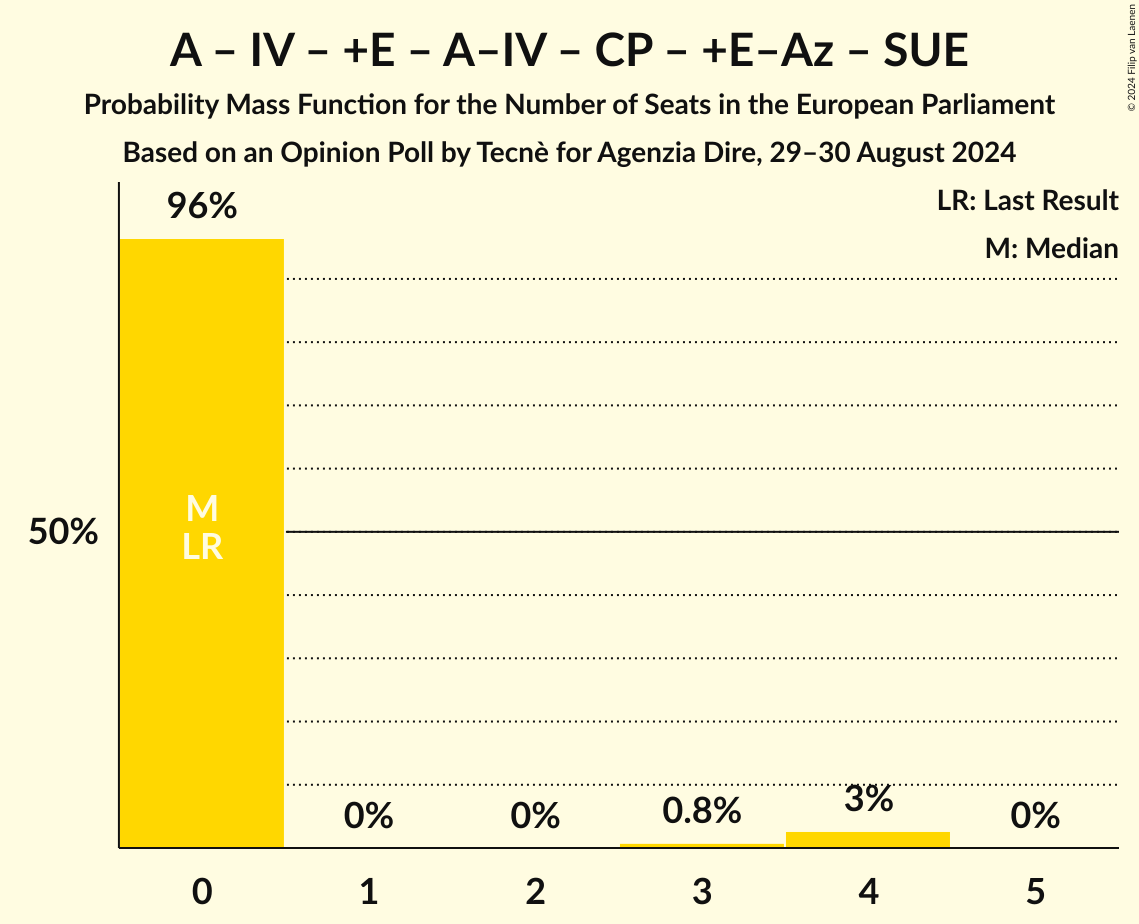 A – IV – +E – A–IV – CP – +E–Az – SUE
Probability Mass Function for the Number of Seats in the European Parliament
Based on an Opinion Poll by Tecnè for Agenzia Dire, 29–30 August 2024
© 2024 Filip van Laenen
LR: Last Result
M: Median
96%
M
LR
50%
0%
0%
0.8%
3%
0%
0
1
2
3
4
5